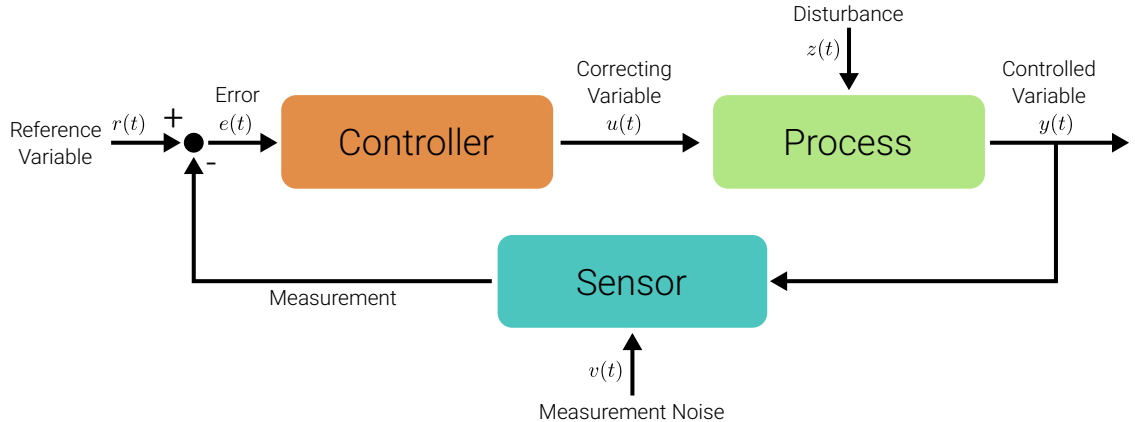 Disturbance
z(t)
Correcting
Variable
u(t)
Controlled
Variable
y(t)
Error
e(t)
Reference
Variable
r(t)
+
-
Controller
Process
Sensor
Measurement
v(t)
Measurement Noise